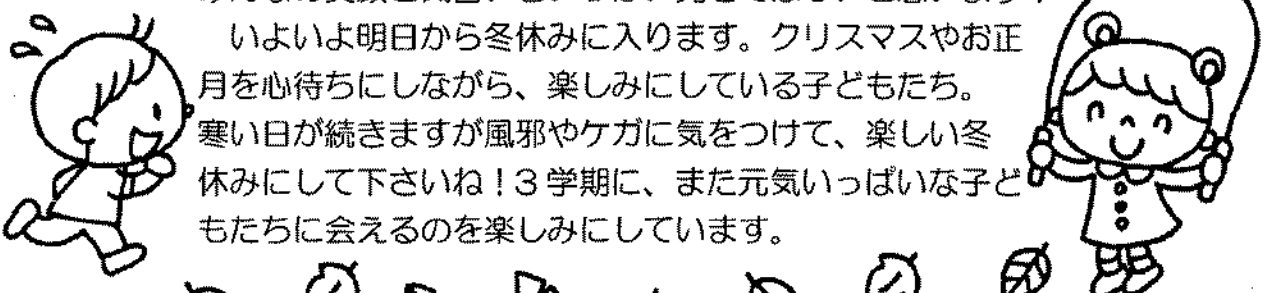 いよいよ明日から冬休みに入ります。クリスマスやお正
月を心待ちにしながら、楽しみにしている子どもたち。
寒い日が続きますが風邪やケガに気をつけて、楽しい冬
休みにして下さいね！3学期に、また元気いっぱいな子ど
もたちに会えるのを楽しみにしています。